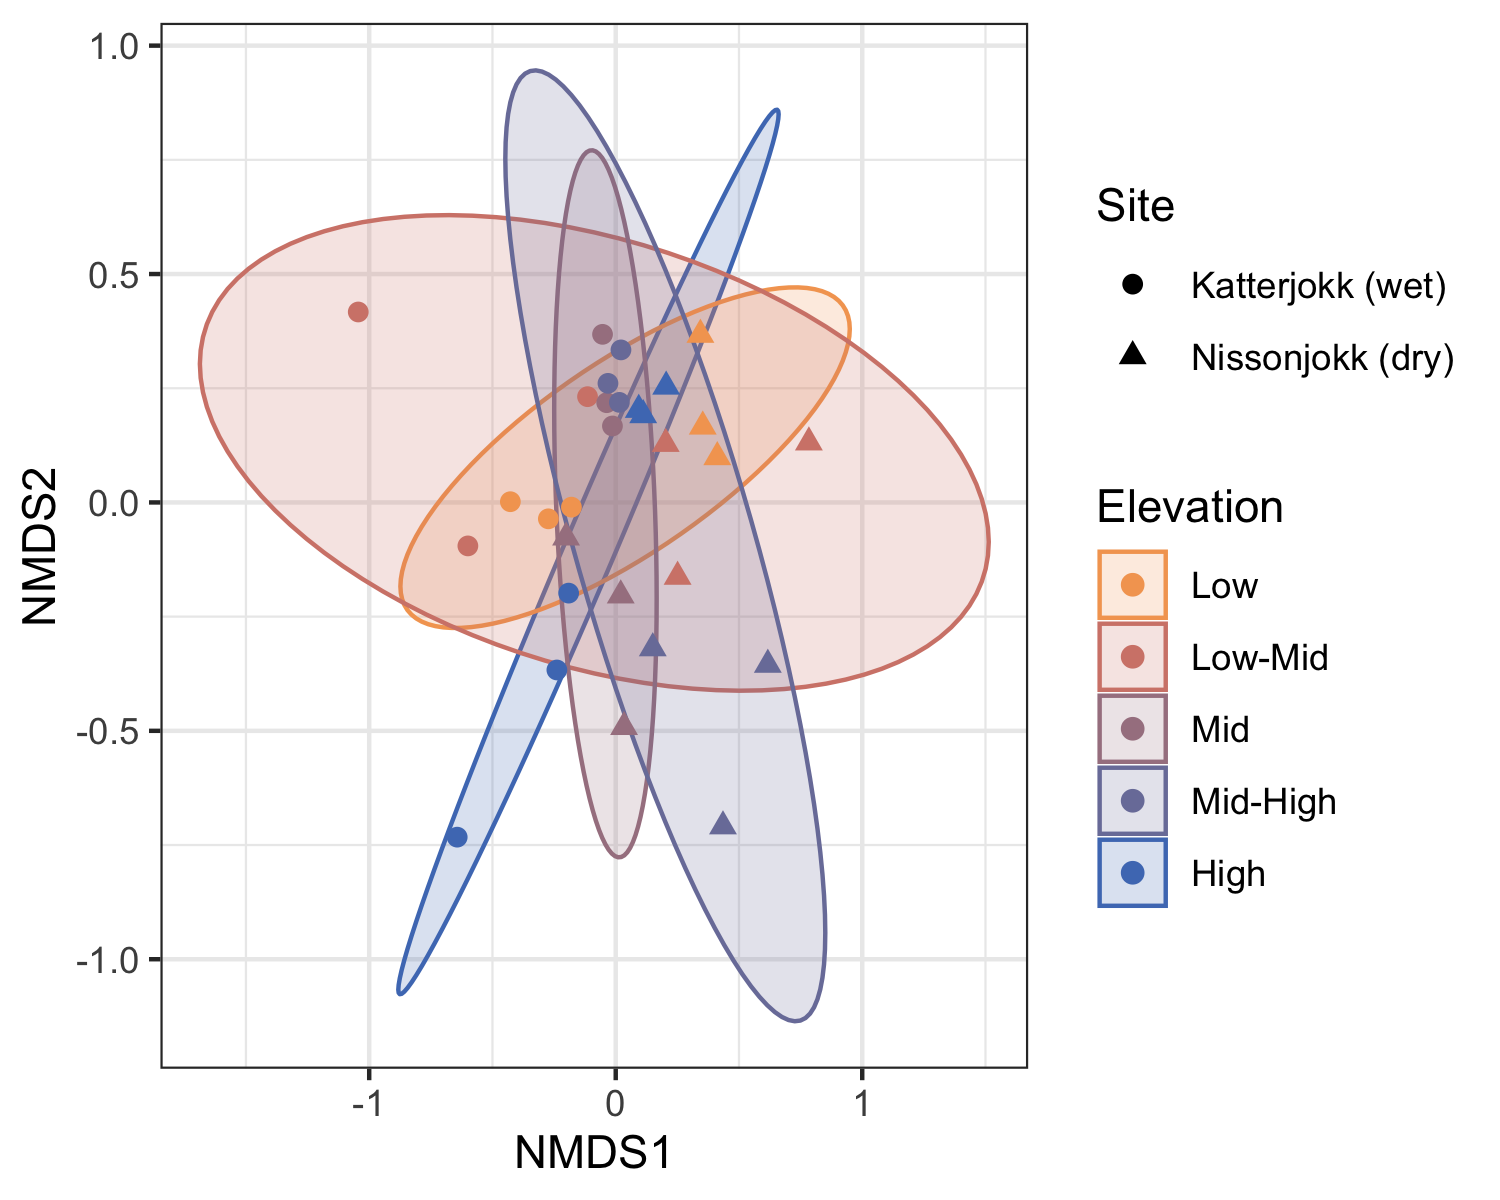 1.0
0.5
0.0
-0.5
-1.0
NMDS2
-1
0
1
NMDS1
Site
Katterjokk (wet)
Nissonjokk (dry)
Elevation
Low
Low-Mid
Mid
Mid-High
High